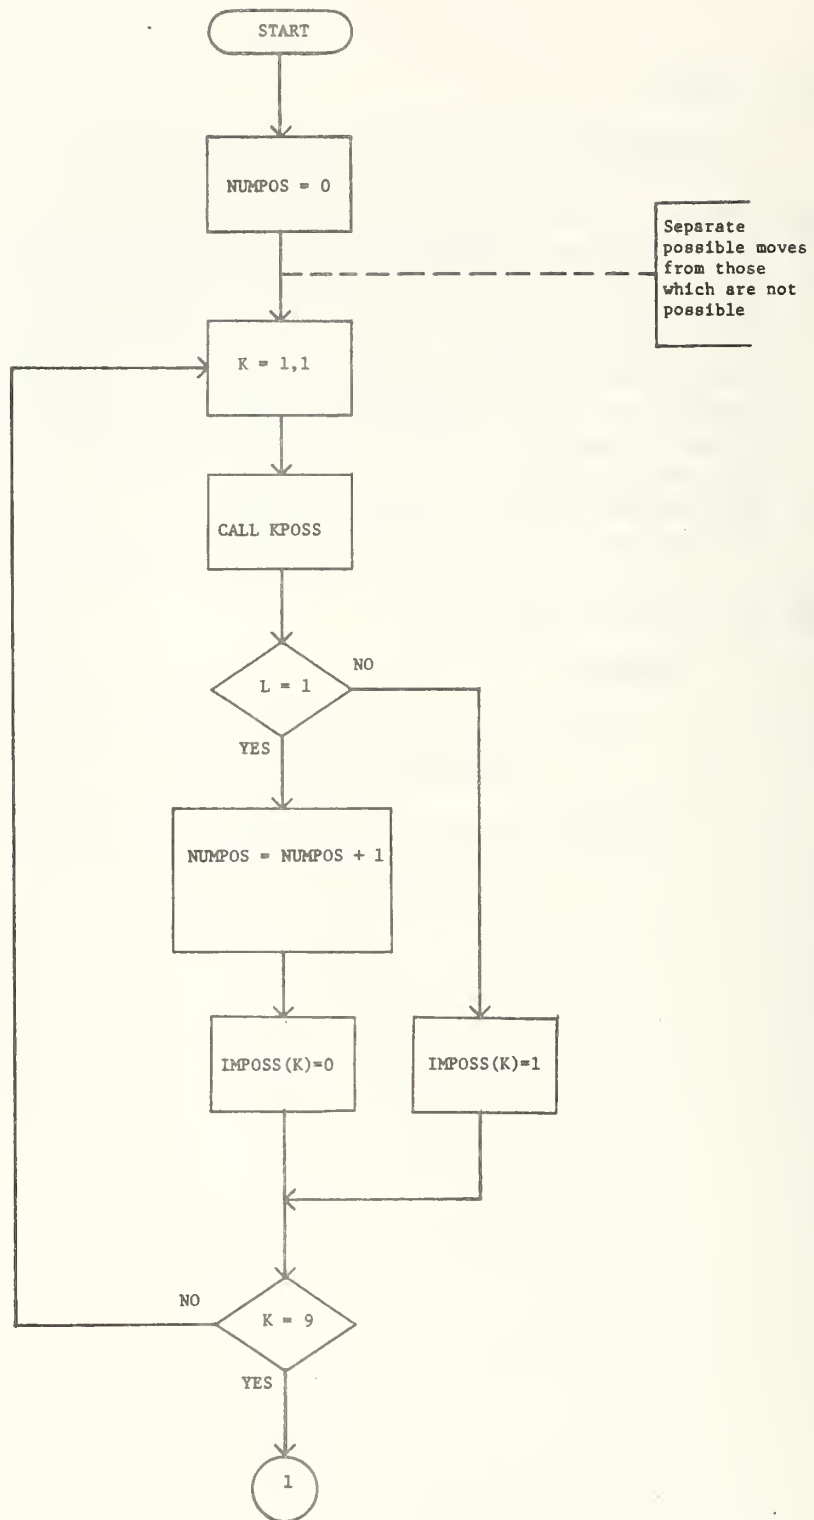 START
NUMPOS = 0
Separate
possible moves
from those
which are not
possible
K = 1,1
CALL KPOSS
L = 1
NO
YES
NUMPOS = NUMPOS + 1
IMPOSS(K)=0
IMPOSS(K)=1
NO
K = 9
YES
1